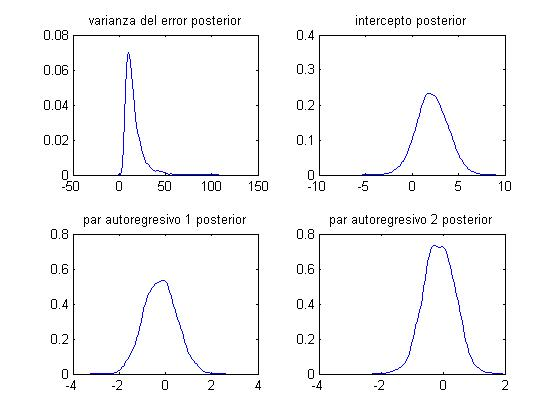 varianza del error posterior
0.08
0.06
0.04
0.02
0
-50 0 50 100 150
intercepto posterior
0.4
0.3
0.2
0.1
0
-10 -5 0 5 10
par autoregresivo 1 posterior
0.8
0.6
0.4
0.2
0
-4 -2 0 2 4
par autoregresivo 2 posterior
0.8
0.6
0.4
0.2
0
-4 -2 0 2